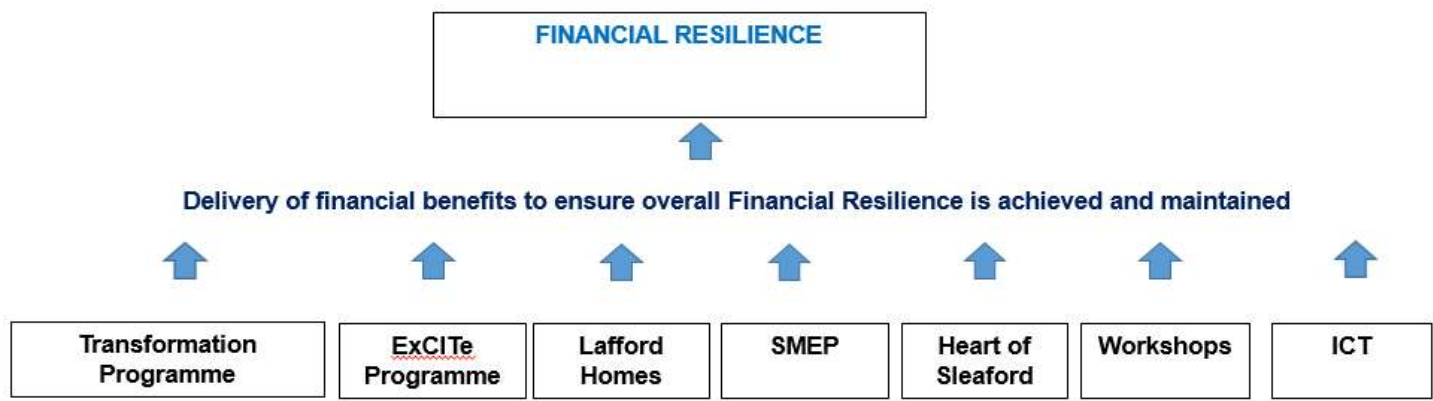 FINANCIAL RESILIENCE
Delivery of financial benefits to ensure overall Financial Resilience is achieved and maintained
Transformation
Programme
ExCITe
Programme
Lafford
Homes
SMEP
Heart of
Sleaford
Workshops
ICT